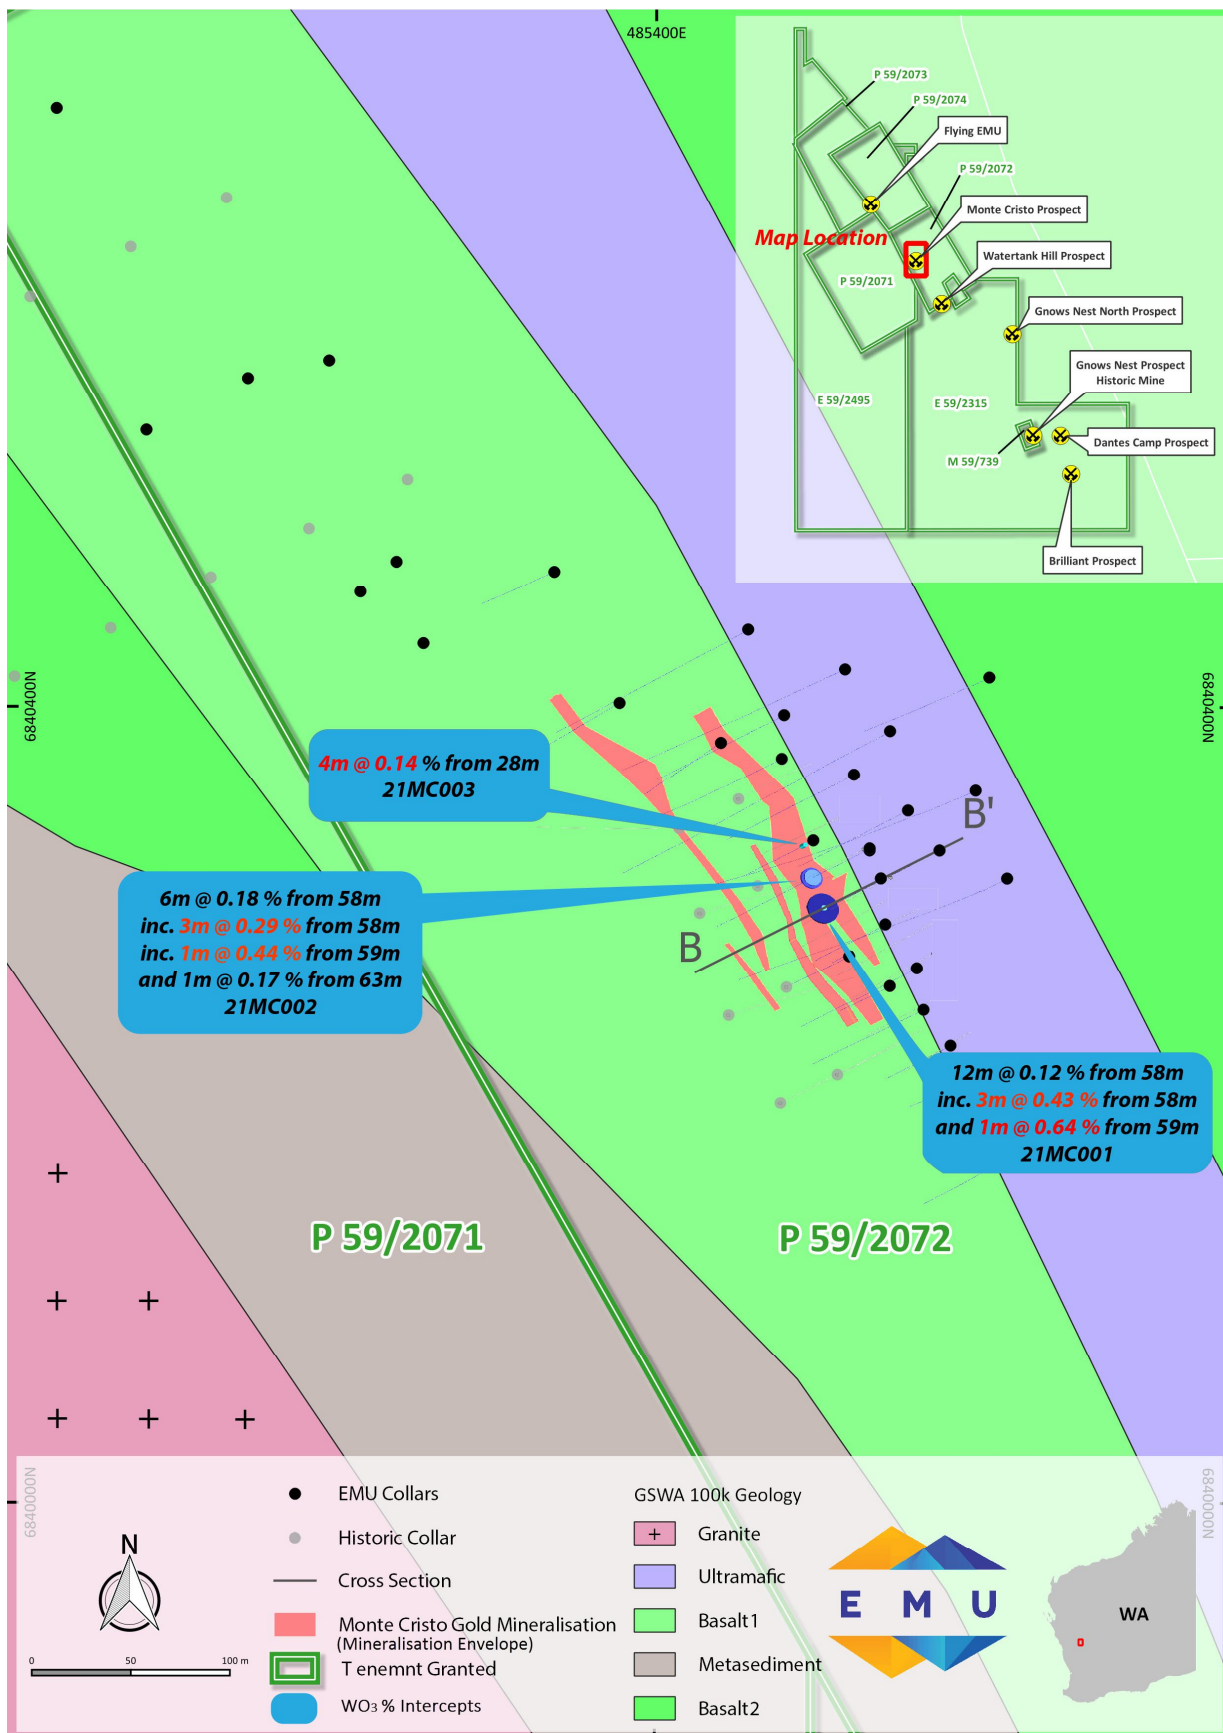 485400E
P 59/2073
P 59/2074
Flying EMU
P 59/2072
Monte Cristo Prospect
Map Location
Watertank Hill Prospect
P 59/2071
Gnows Nest North Prospect
Gnows Nest Prospect
Historic Mine
E 59/2495
E 59/2315
Dantes Camp Prospect
M 59/739
Brilliant Prospect
6840400N
6840400N
4m @ 0.14 % from 28m
21MC003
B'
6m @ 0.18 % from 58m
inc. 3m @ 0.29 % from 58m
inc. 1m @ 0.44 % from 59m
and 1m @ 0.17 % from 63m
21MC002
B
12m @ 0.12 % from 58m
inc. 3m @ 0.43 % from 58m
and 1m @ 0.64 % from 59m
21MC001
P 59/2071
P 59/2072
6840000N
6840000N
N
0 50 100 m
EMU Collars
Historic Collar
Cross Section
Monte Cristo Gold Mineralisation
(Mineralisation Envelope)
T enemnt Granted
WO3 % Intercepts
GSWA 100k Geology
Granite
Ultramafic
Basalt1
Metasediment
Basalt2
E M U
WA